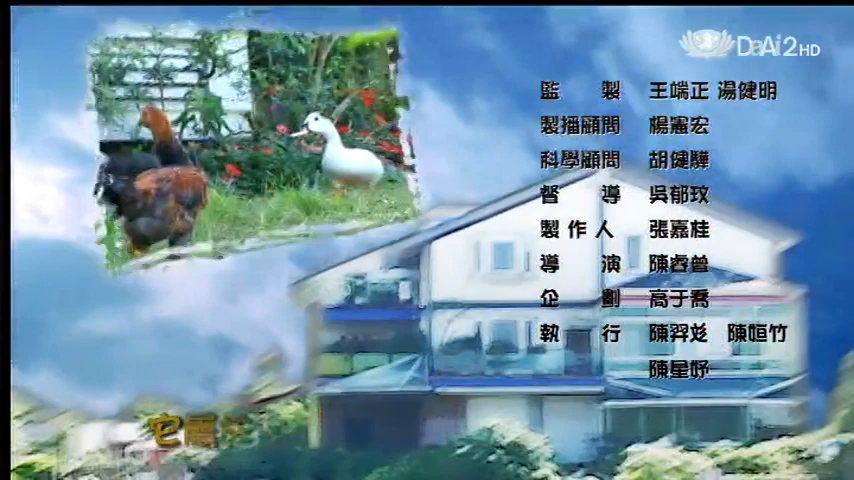 DaAi2HD
監 製 王端正 湯健明
製播顧問 楊憲宏
科學顧問 胡健驊
督 導 吳郁玟
製作人 張嘉桂
導 演 陳睿曾
企 劃 高于喬
執 行 陳羿彣 陳姮竹
陳星妤